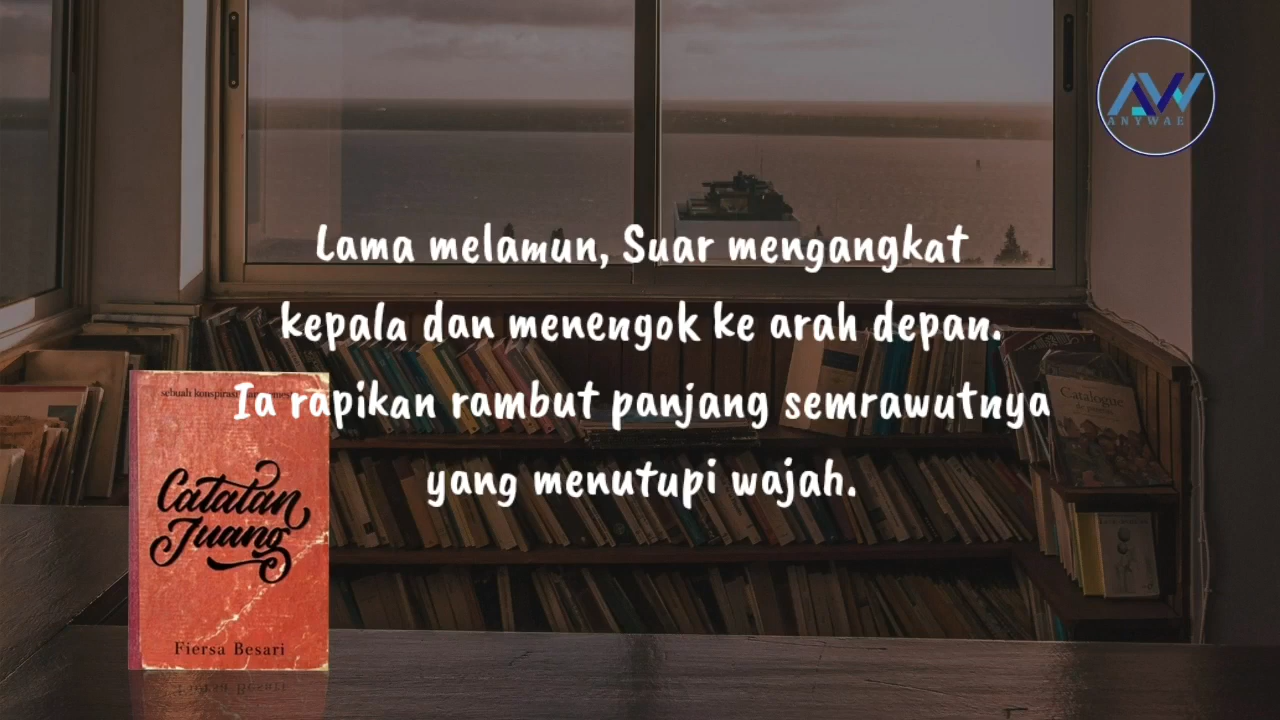 ANYWAE
Lama melamun, Suar mengangkat
kepala dan menengok ke arah depan.
Ia rapikan rambut panjang semrawutnya
yang menutupi wajah.
sebuah konspirasi
Catatan
Juang
Fiersa Besari
Catalogue